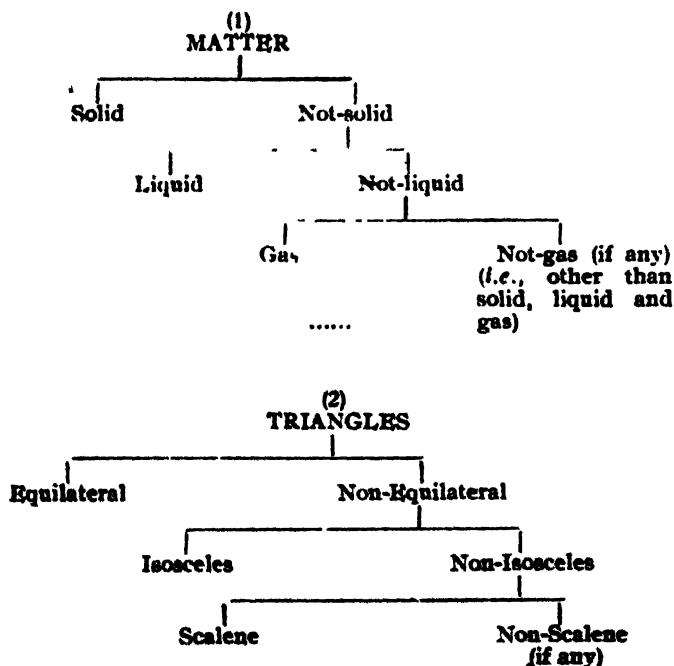 (1)
MATTER
Solid Not-solid
Liquid Not-liquid
Gas Not-gas (if any)
(i.e., other than
solid, liquid and
gas)
......
(2)
TRIANGLES
Equilateral Non-Equilateral
Isosceles Non-Isosceles
Scalene Non-Scalene
(if any)